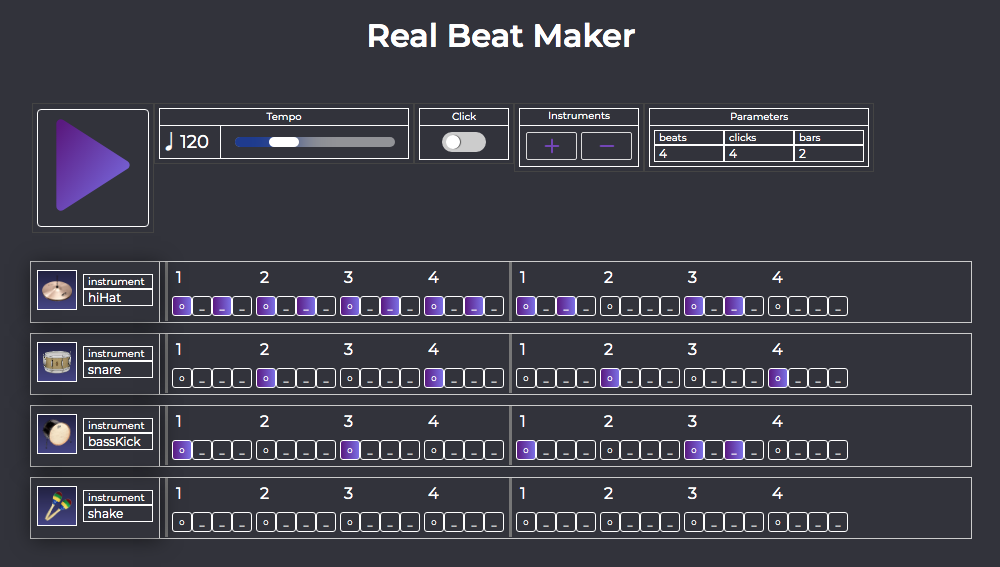 Real Beat Maker
Tempo
♩ 120
Click
Instruments
+ −
Parameters
beats clicks bars
4 4 2
instrument
hiHat
1 2 3 4 1 2 3 4
o _ _ _ o _ _ _ o _ _ _ o _ _ _ o _ _ _ o _ _ _ o _ _ _ o _ _ _
instrument
snare
1 2 3 4 1 2 3 4
o _ _ _ o _ _ _ o _ _ _ o _ _ _ o _ _ _ o _ _ _ o _ _ _ o _ _ _
instrument
bassKick
1 2 3 4 1 2 3 4
o _ _ _ o _ _ _ o _ _ _ o _ _ _ o _ _ _ o _ _ _ o _ _ _ o _ _ _
instrument
shake
1 2 3 4 1 2 3 4
o _ _ _ o _ _ _ o _ _ _ o _ _ _ o _ _ _ o _ _ _ o _ _ _ o _ _ _